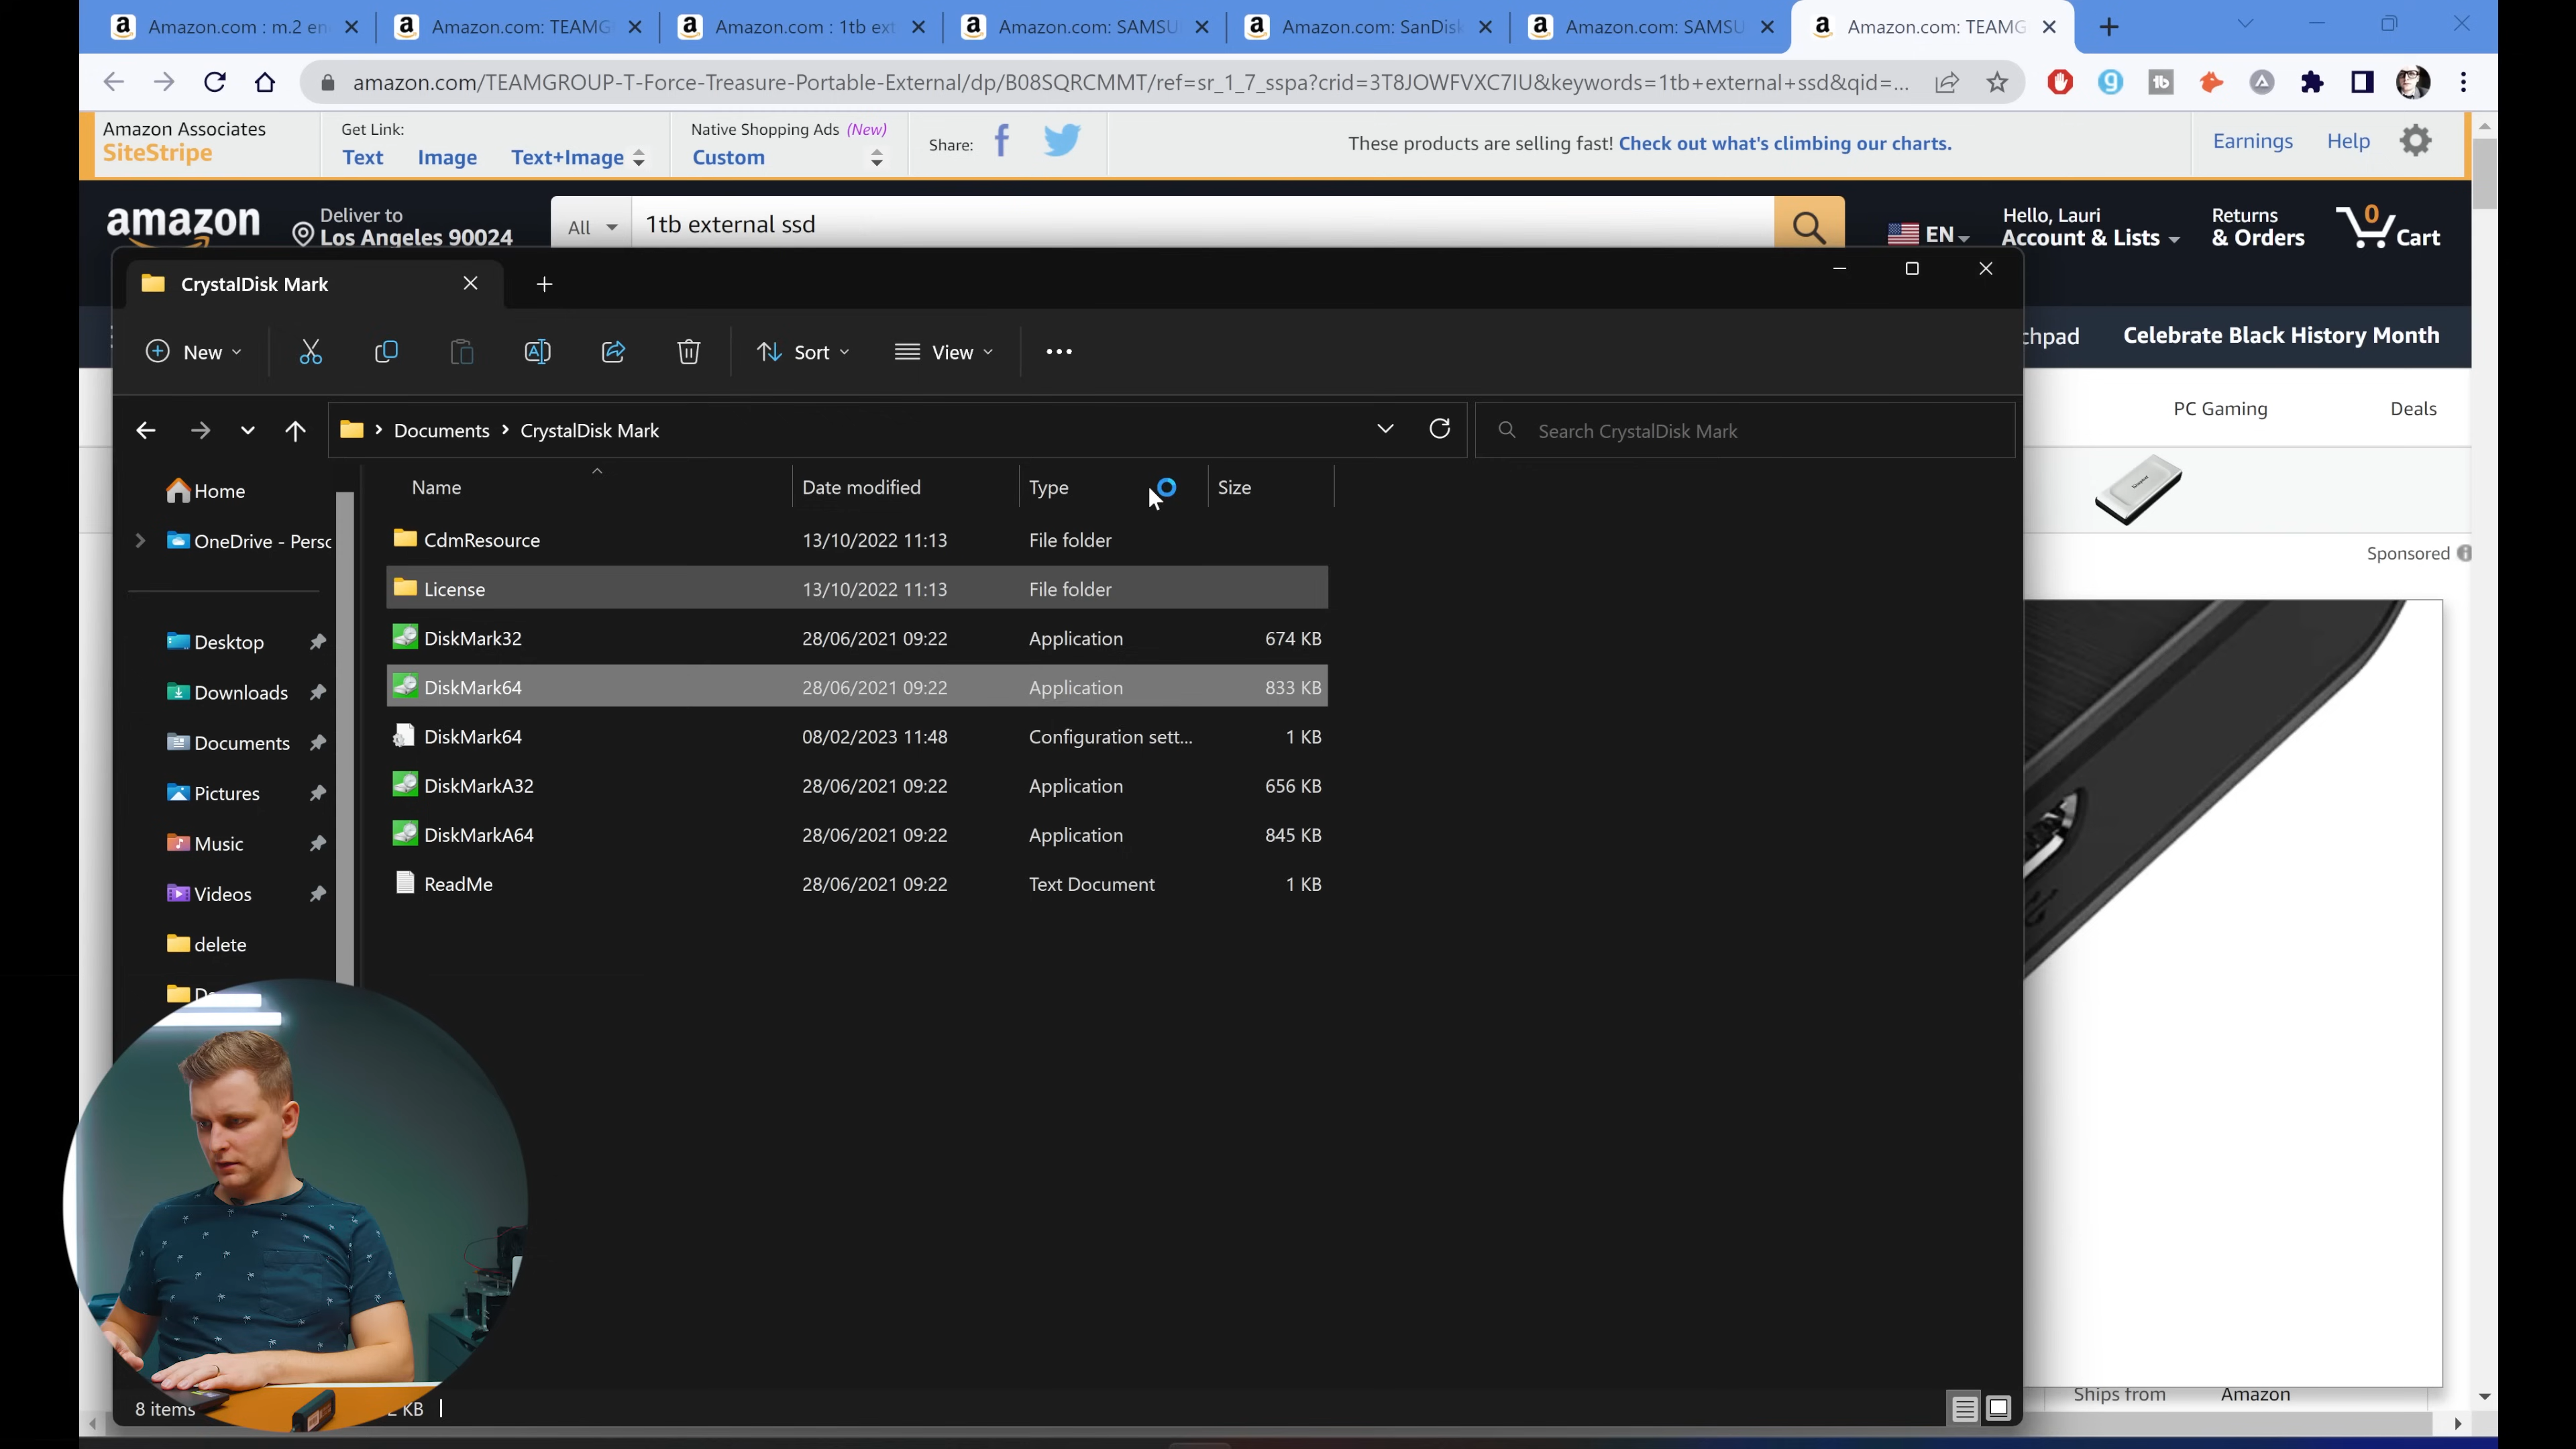 Amazon.com : m.2 en
Amazon.com: TEAMG
Amazon.com : 1tb ext
Amazon.com: SAMSU
Amazon.com: SanDisk
Amazon.com: SAMSU
Amazon.com: TEAMG
amazon.com/TEAMGROUP-T-Force-Treasure-Portable-External/dp/B08SQRCMMT/ref=sr_1_7_sspa?crid=3T8JOWFVXC7IU&keywords=1tb+external+ssd&qid=...
Amazon Associates
SiteStripe
Get Link:
Text Image Text+Image
Native Shopping Ads (New)
Custom
Share:
These products are selling fast! Check out what's climbing our charts.
Earnings Help
amazon
Deliver to
Los Angeles 90024
All
1tb external ssd
EN
Hello, Lauri
Account & Lists
Returns
& Orders
0
Cart
CrystalDisk Mark
chpad
Celebrate Black History Month
New
Sort
View
PC Gaming
Deals
Documents CrystalDisk Mark
Search CrystalDisk Mark
Home
OneDrive - Perso
Desktop
Downloads
Documents
Pictures
Music
Videos
delete
Name Date modified Type Size
CdmResource 13/10/2022 11:13 File folder
License 13/10/2022 11:13 File folder
DiskMark32 28/06/2021 09:22 Application 674 KB
DiskMark64 28/06/2021 09:22 Application 833 KB
DiskMark64 08/02/2023 11:48 Configuration sett... 1 KB
DiskMarkA32 28/06/2021 09:22 Application 656 KB
DiskMarkA64 28/06/2021 09:22 Application 845 KB
ReadMe 28/06/2021 09:22 Text Document 1 KB
Sponsored
8 items
2 KB
Ships from Amazon